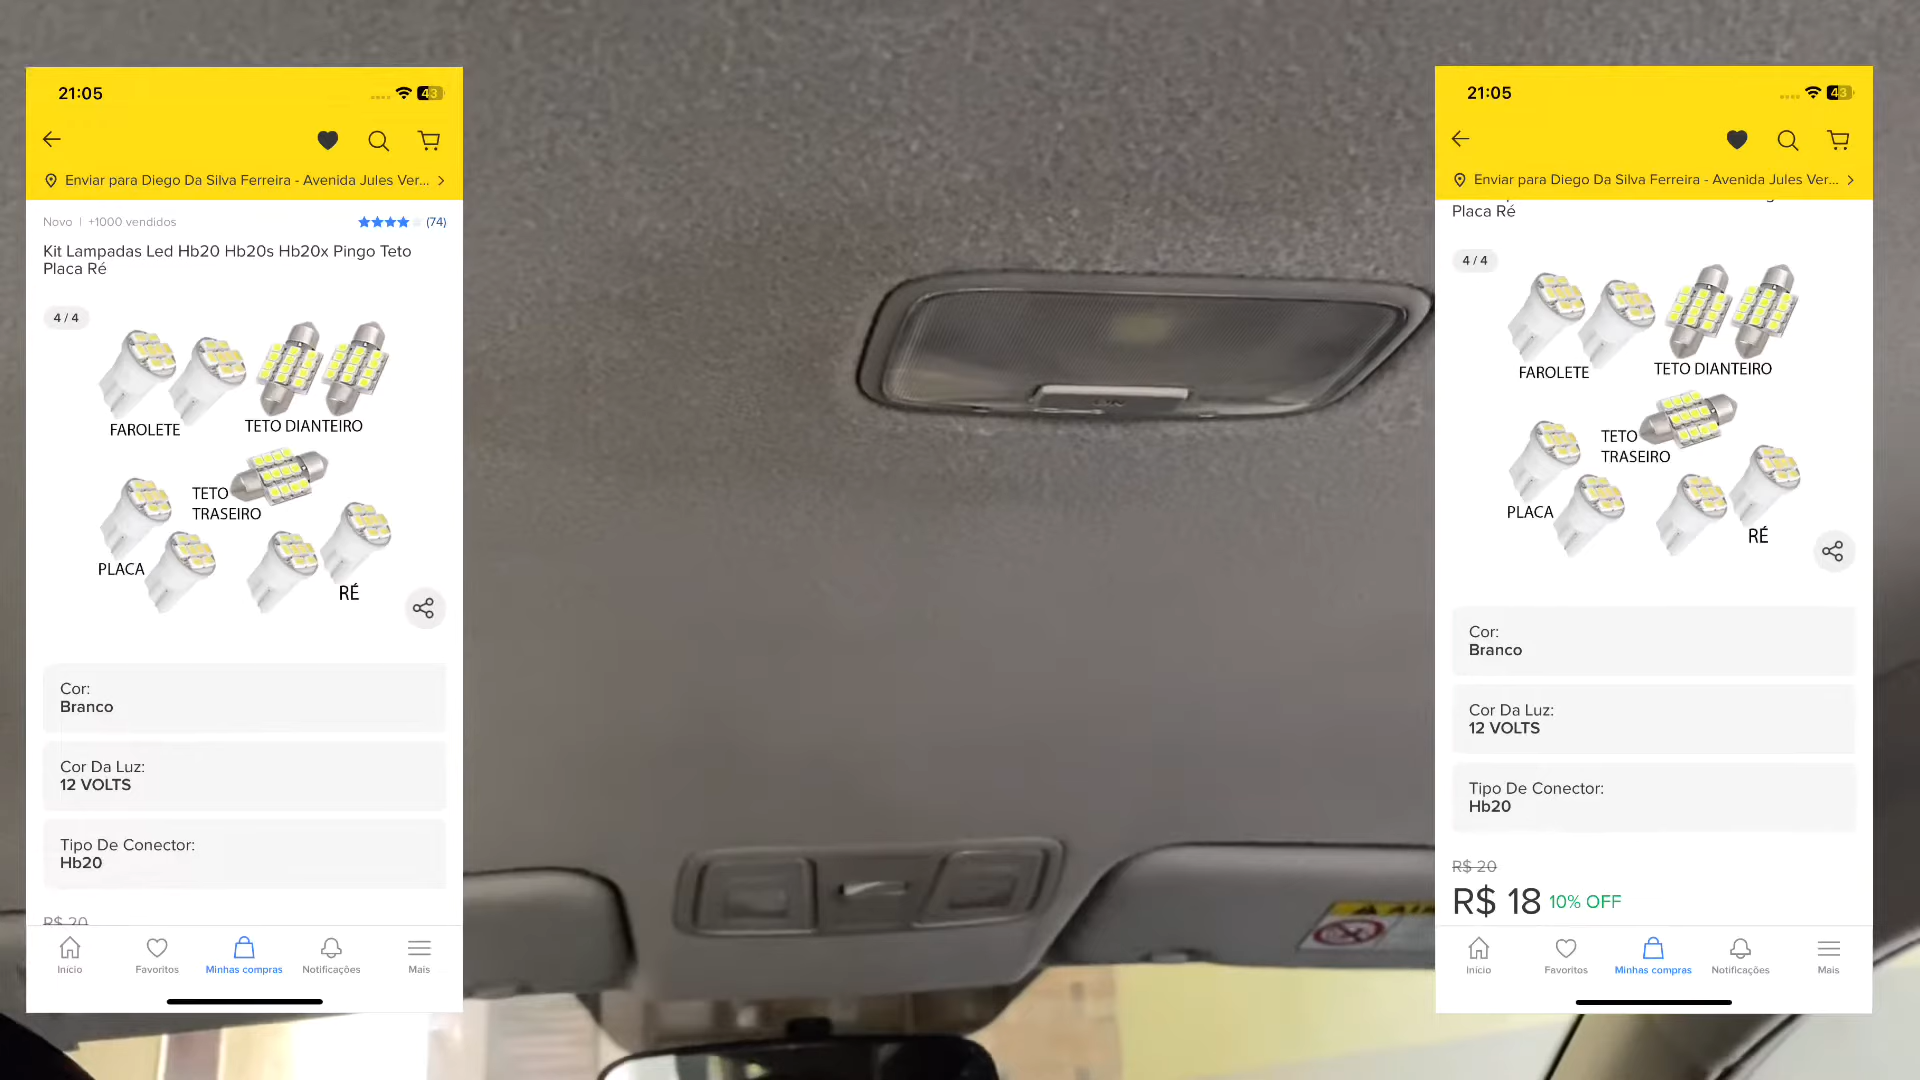 21:05
43
Enviar para Diego Da Silva Ferreira - Avenida Jules Ver...
Novo | +1000 vendidos
(74)
Kit Lampadas Led Hb20 Hb20s Hb20x Pingo Teto
Placa Ré
4 / 4
FAROLETE
TETO DIANTEIRO
TETO
TRASEIRO
PLACA
RÉ
Cor:
Branco
Cor Da Luz:
12 VOLTS
Tipo De Conector:
Hb20
R$ 20
Início
Favoritos
Minhas compras
Notificações
Mais
ON
21:05
43
Enviar para Diego Da Silva Ferreira - Avenida Jules Ver...
Placa Ré
4 / 4
FAROLETE
TETO DIANTEIRO
TETO
TRASEIRO
PLACA
RÉ
Cor:
Branco
Cor Da Luz:
12 VOLTS
Tipo De Conector:
Hb20
R$ 20
R$ 18 10% OFF
Início
Favoritos
Minhas compras
Notificações
Mais